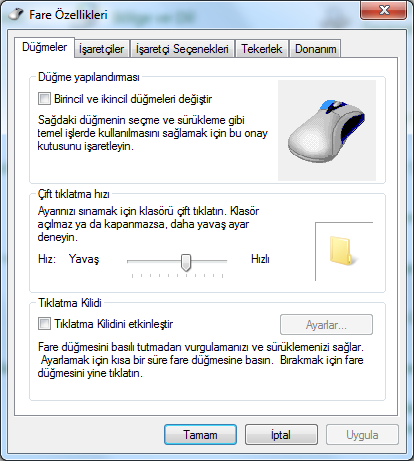 Fare Özellikleri
Düğmeler İşaretçiler İşaretçi Seçenekleri Tekerlek Donanım
Düğme yapılandırması
Birincil ve ikincil düğmeleri değiştir
Sağdaki düğmenin seçme ve sürükleme gibi
temel işlerde kullanılmasını sağlamak için bu onay
kutusunu işaretleyin.
Çift tıklatma hızı
Ayarınızı sınamak için klasörü çift tıklatın. Klasör
açılmaz ya da kapanmazsa, daha yavaş ayar
deneyin.
Hız: Yavaş Hızlı
Tıklatma Kilidi
Tıklatma Kilidini etkinleştir
Ayarlar...
Fare düğmesini basılı tutmadan vurgulamanızı ve sürüklemenizi sağlar.
Ayarlamak için kısa bir süre fare düğmesine basın. Bırakmak için fare
düğmesini yine tıklatın.
Tamam İptal Uygula